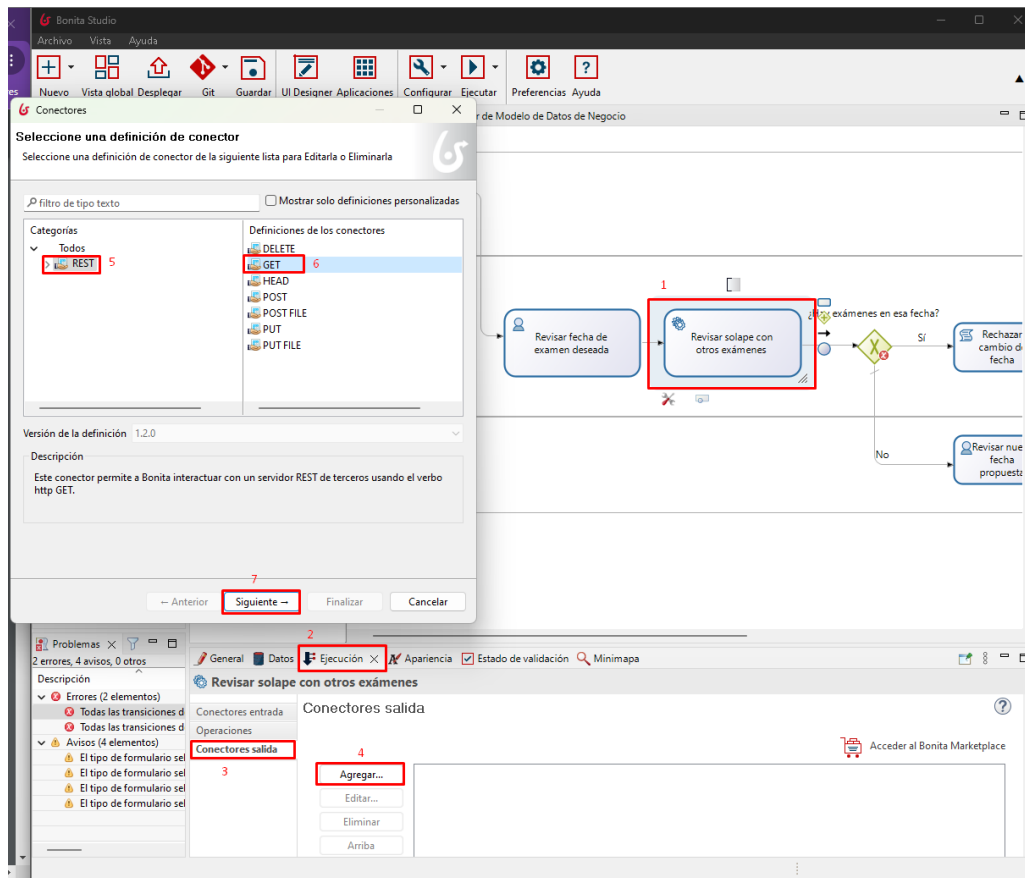 Bonita Studio
Archivo Vista Ayuda
Nuevo Vista global Desplegar Git Guardar UI Designer Aplicaciones Configurar Ejecutar Preferencias Ayuda
Conectores
r de Modelo de Datos de Negocio
Seleccione una definición de conector
Seleccione una definición de conector de la siguiente lista para Editarla o Eliminarla
filtro de tipo texto
Mostrar solo definiciones personalizadas
Categorías
Todos
REST 5
Definiciones de los conectores
DELETE
GET 6
HEAD
POST
POST FILE
PUT
PUT FILE
Versión de la definición 1.2.0
Descripción
Este conector permite a Bonita interactuar con un servidor REST de terceros usando el verbo
http GET.
7
← Anterior Siguiente → Finalizar Cancelar
1
Revisar fecha de
examen deseada
Revisar solape con
otros exámenes
exámenes en esa fecha?
Sí
Rechazar
cambio d
fecha
No
Revisar nue
fecha
propuesta
Problemas
2 errores, 4 avisos, 0 otros
Descripción
Errores (2 elementos)
Todas las transiciones d
Todas las transiciones d
Avisos (4 elementos)
El tipo de formulario sel
El tipo de formulario sel
El tipo de formulario sel
El tipo de formulario sel
2
General Datos Ejecución Apariencia Estado de validación Minimapa
Revisar solape con otros exámenes
Conectores entrada
Operaciones
Conectores salida
3
Conectores salida
?
Acceder al Bonita Marketplace
4
Agregar...
Editar...
Eliminar
Arriba